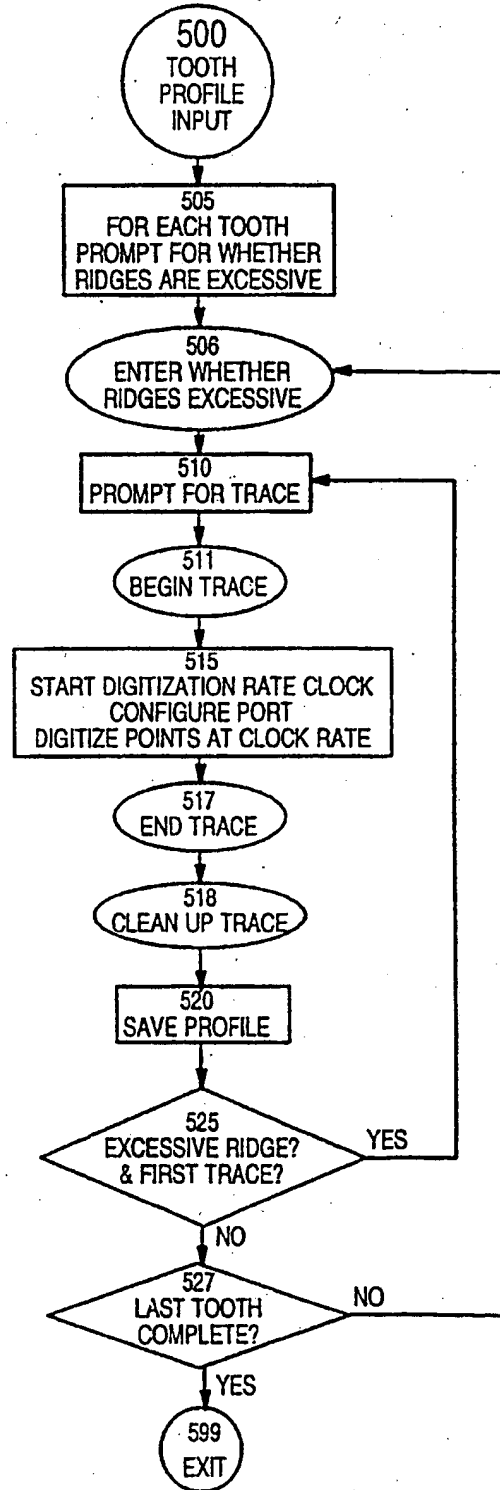 500
TOOTH
PROFILE
INPUT
505
FOR EACH TOOTH
PROMPT FOR WHETHER
RIDGES ARE EXCESSIVE
506
ENTER WHETHER
RIDGES EXCESSIVE
510
PROMPT FOR TRACE
511
BEGIN TRACE
515
START DIGITIZATION RATE CLOCK
CONFIGURE PORT
DIGITIZE POINTS AT CLOCK RATE
517
END TRACE
518
CLEAN UP TRACE
520
SAVE PROFILE
525
EXCESSIVE RIDGE?
& FIRST TRACE?
YES
NO
527
LAST TOOTH
COMPLETE?
NO
YES
599
EXIT